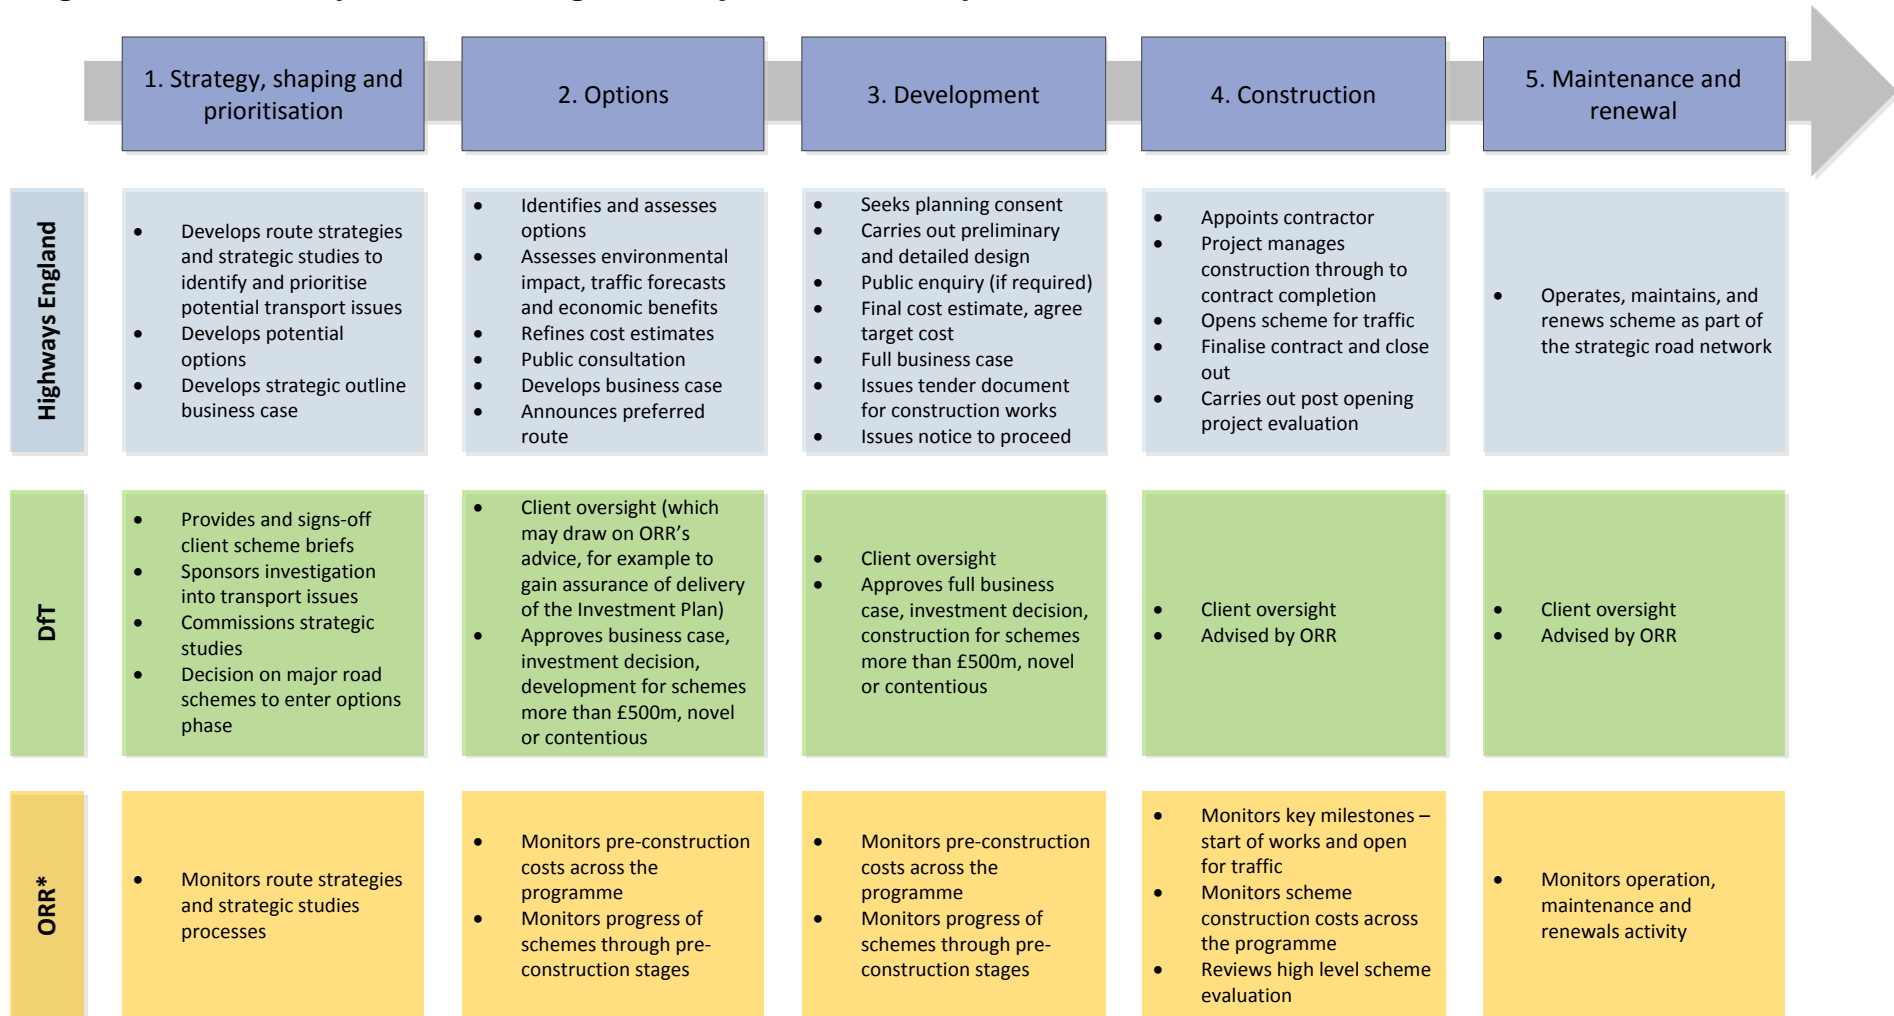 1. Strategy, shaping and
prioritisation
2. Options
3. Development
4. Construction
5. Maintenance and
renewal
Highways England
• Develops route strategies
and strategic studies to
identify and prioritise
potential transport issues
• Develops potential
options
• Develops strategic outline
business case
• Identifies and assesses
options
• Assesses environmental
impact, traffic forecasts
and economic benefits
• Refines cost estimates
• Public consultation
• Develops business case
• Announces preferred
route
• Seeks planning consent
• Carries out preliminary
and detailed design
• Public enquiry (if required)
• Final cost estimate, agree
target cost
• Full business case
• Issues tender document
for construction works
• Issues notice to proceed
• Appoints contractor
• Project manages
construction through to
contract completion
• Opens scheme for traffic
• Finalise contract and close
out
• Carries out post opening
project evaluation
• Operates, maintains, and
renews scheme as part of
the strategic road network
DfT
• Provides and signs-off
client scheme briefs
• Sponsors investigation
into transport issues
• Commissions strategic
studies
• Decision on major road
schemes to enter options
phase
• Client oversight (which
may draw on ORR's
advice, for example to
gain assurance of delivery
of the Investment Plan)
• Approves business case,
investment decision,
development for schemes
more than £500m, novel
or contentious
• Client oversight
• Approves full business
case, investment decision,
construction for schemes
more than £500m, novel
or contentious
• Client oversight
• Advised by ORR
• Client oversight
• Advised by ORR
ORR*
• Monitors route strategies
and strategic studies
processes
• Monitors pre-construction
costs across the
programme
• Monitors progress of
schemes through pre-
construction stages
• Monitors pre-construction
costs across the
programme
• Monitors progress of
schemes through pre-
construction stages
• Monitors key milestones –
start of works and open
for traffic
• Monitors scheme
construction costs across
the programme
• Reviews high level scheme
evaluation
• Monitors operation,
maintenance and
renewals activity